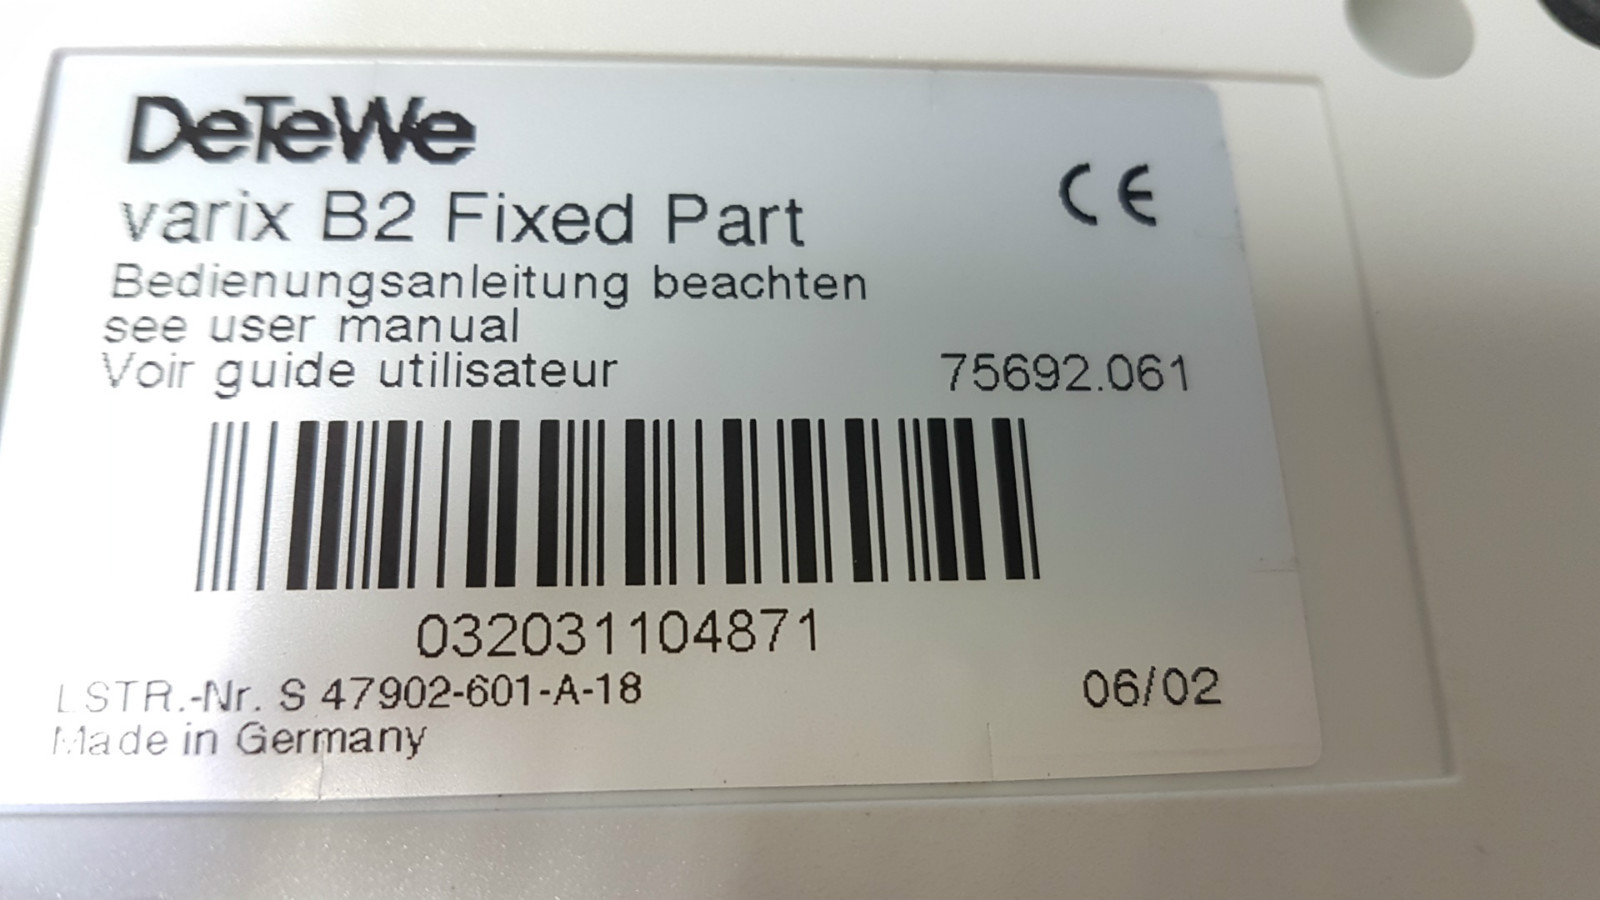 DeTeWe
CE
varix B2 Fixed Part
Bedienungsanleitung beachten
see user manual
Voir guide utilisateur
75692.061
032031104871
LSTR.-Nr. S 47902-601-A-18
06/02
Made in Germany